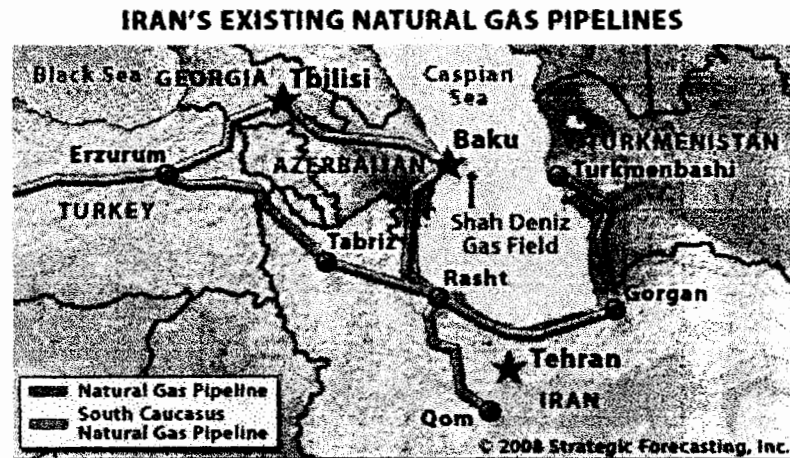 IRAN'S EXISTING NATURAL GAS PIPELINES
Black Sea
GEORGIA
Tbilisi
Caspian
Sea
Erzurum
AZERBAIJAN
Baku
TURKMENISTAN
Turkmenbashi
TURKEY
Shah Deniz
Gas Field
Tabriz
Rasht
Gorgan
Tehran
Natural Gas Pipeline
South Caucasus
Natural Gas Pipeline
Qom
IRAN
© 2008 Strategic Forecasting, Inc.